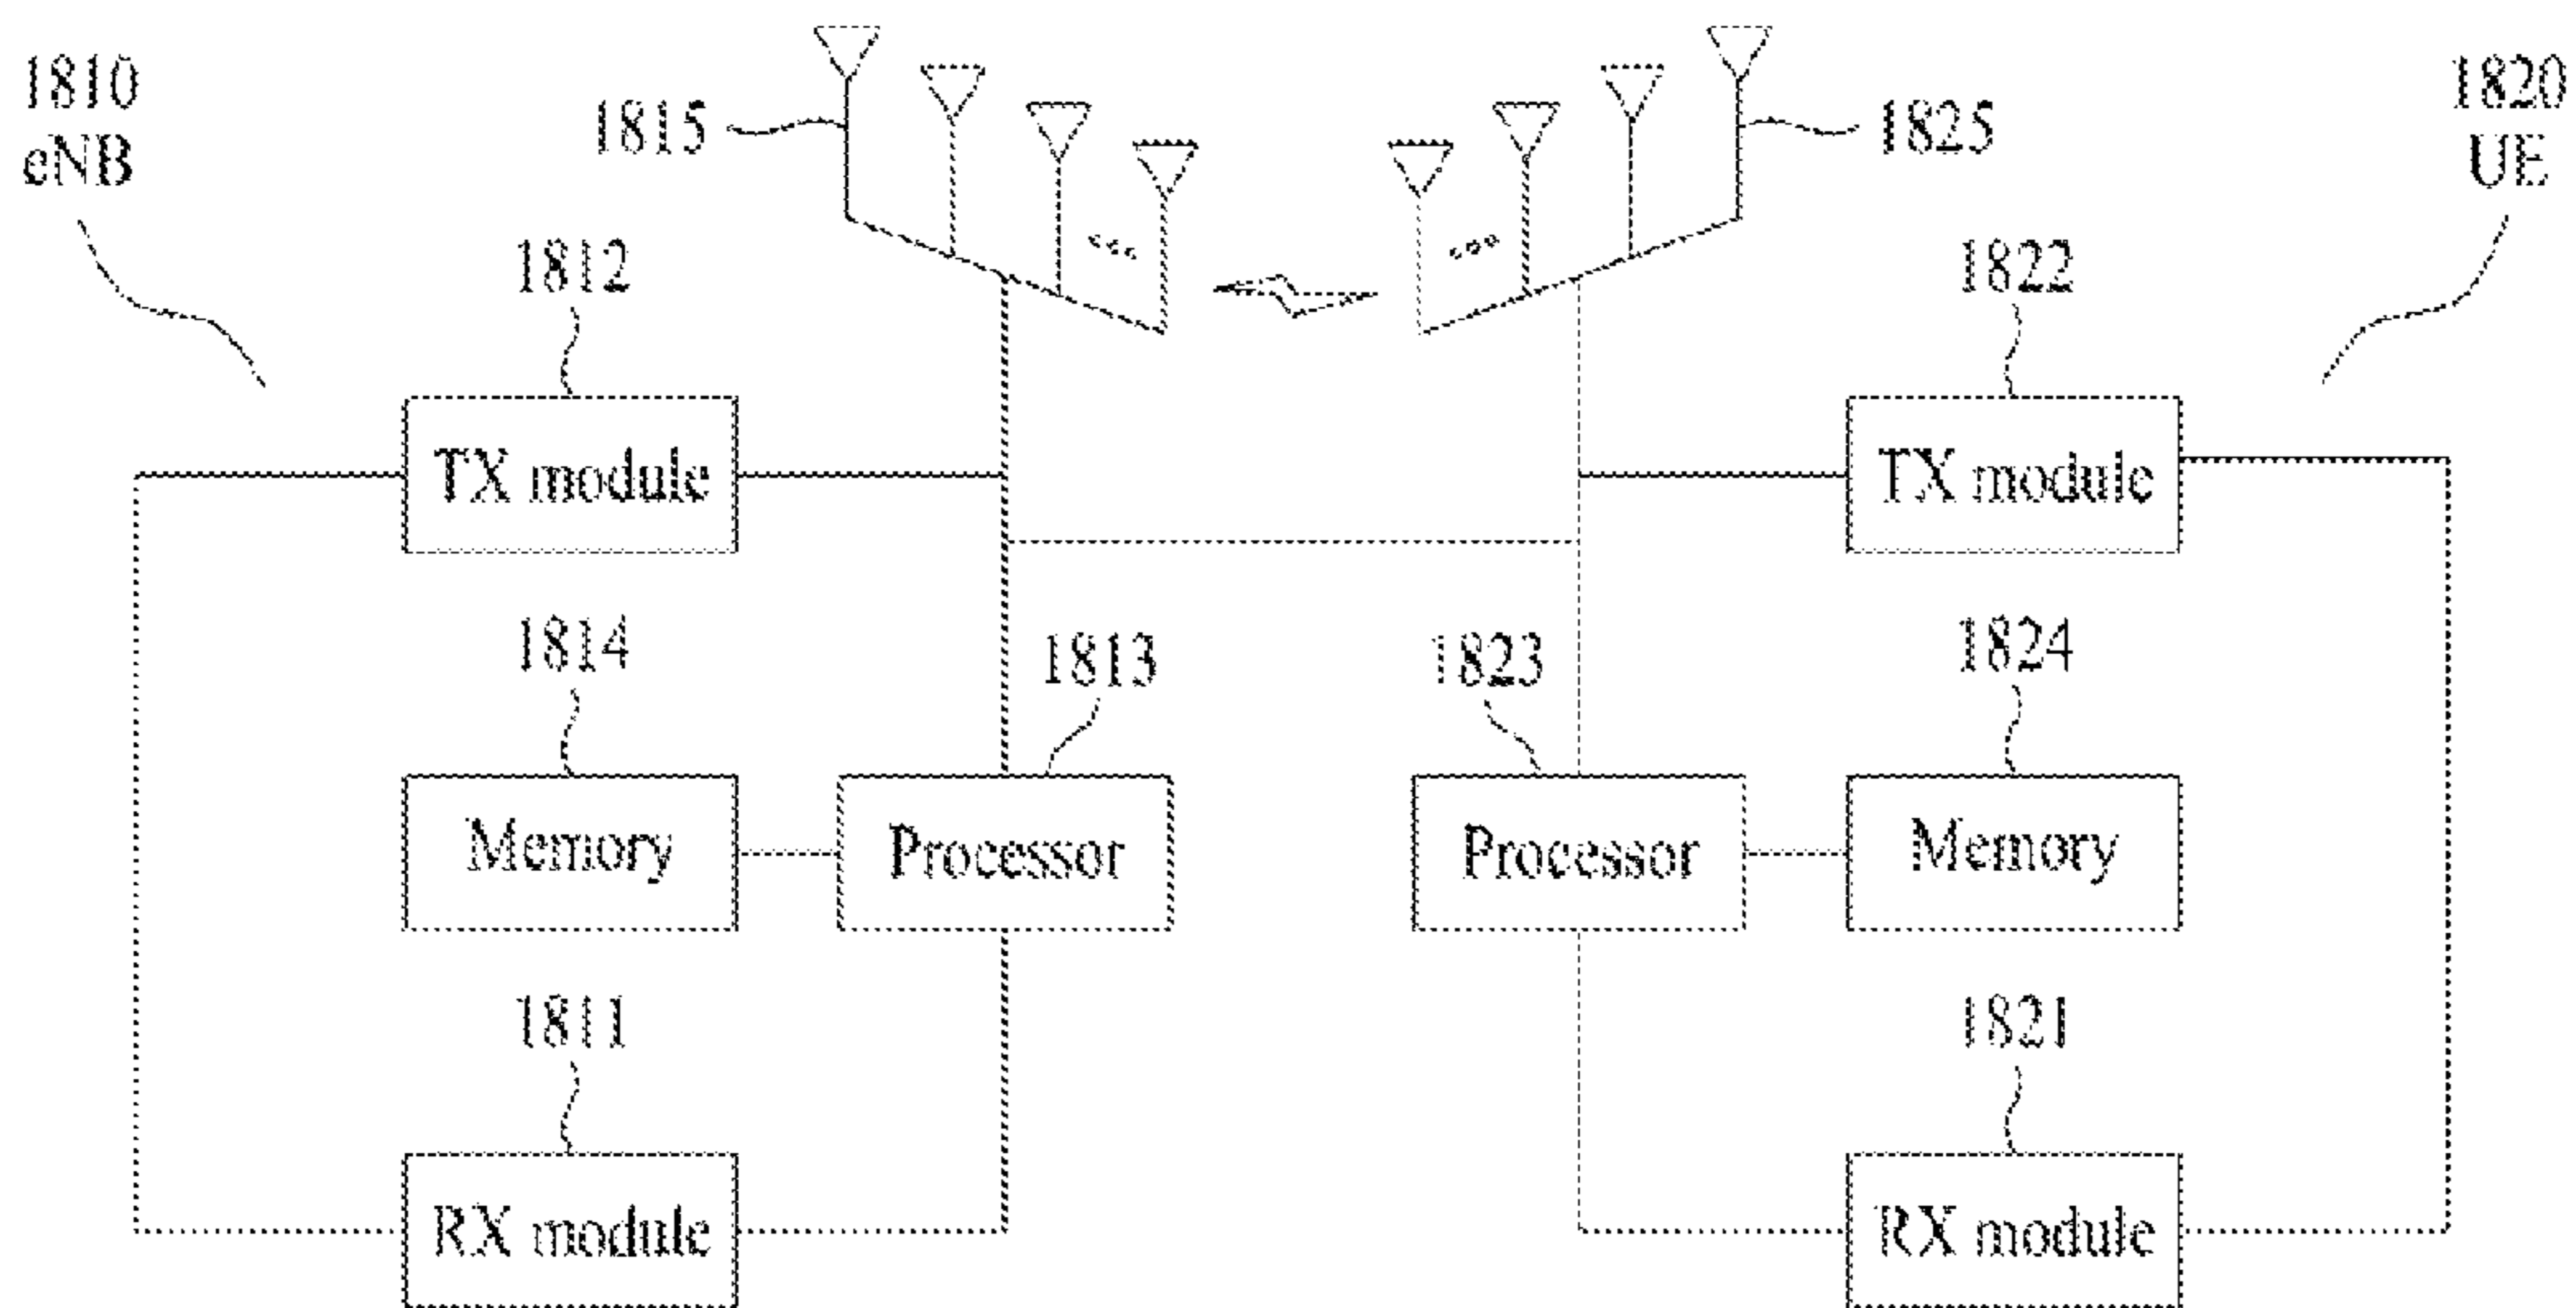 1810
eNB
1815
1825
1820
UE
1812
1822
TX module
TX module
1814
1813
1823
1824
Memory
Processor
Processor
Memory
1811
1821
RX module
RX module